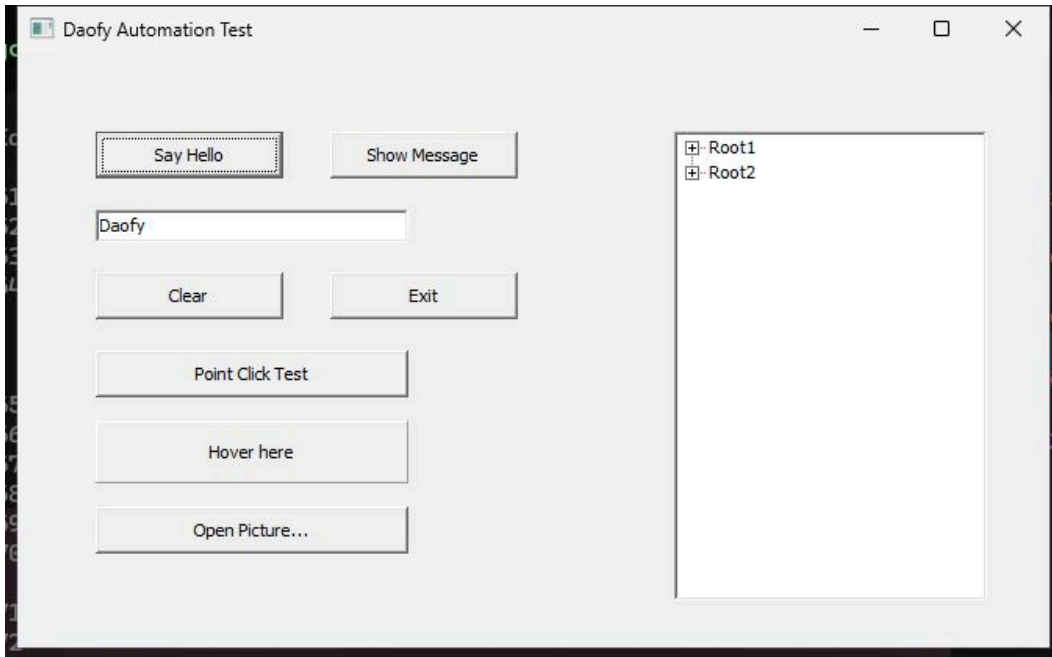 Daofy Automation Test
Say Hello
Show Message
Daofy
Clear
Exit
Point Click Test
Hover here
Open Picture...
Root1
Root2